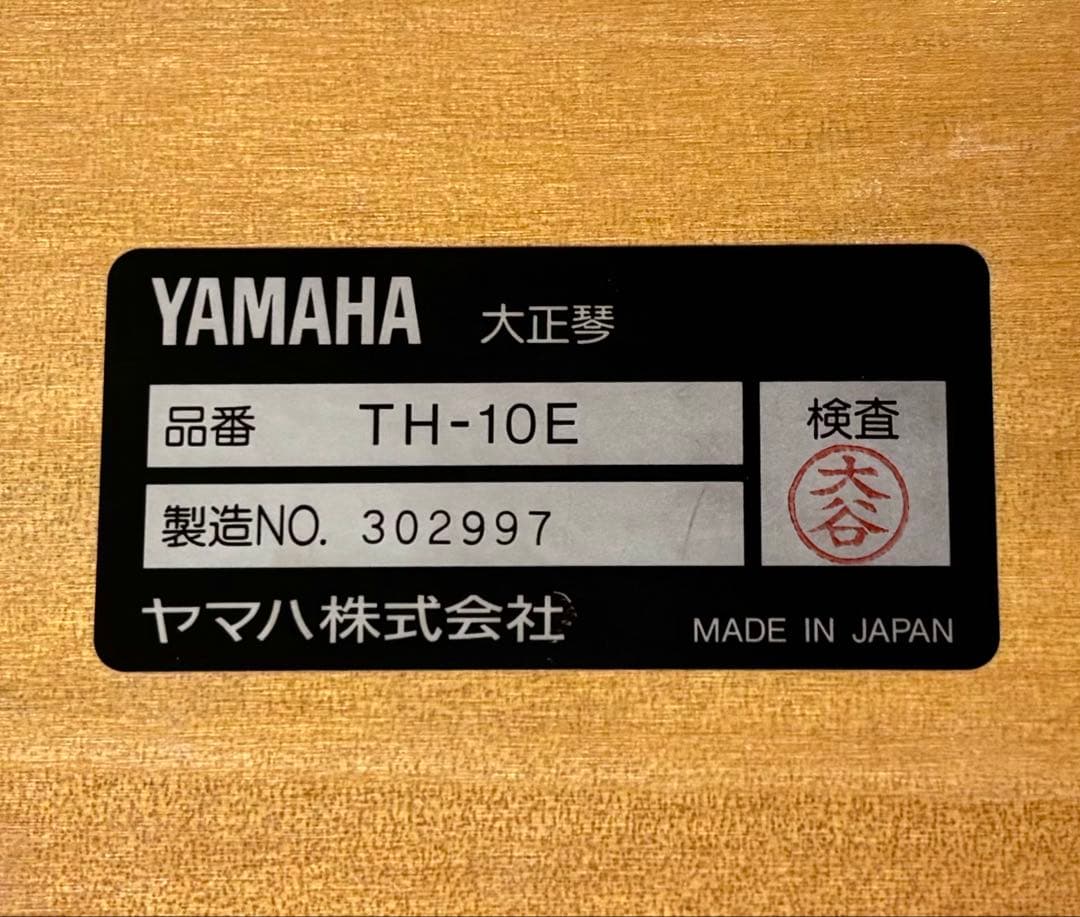 YAMAHA 大正琴
品番 TH-10E
製造NO. 302997
検査
大谷
ヤマハ株式会社
MADE IN JAPAN